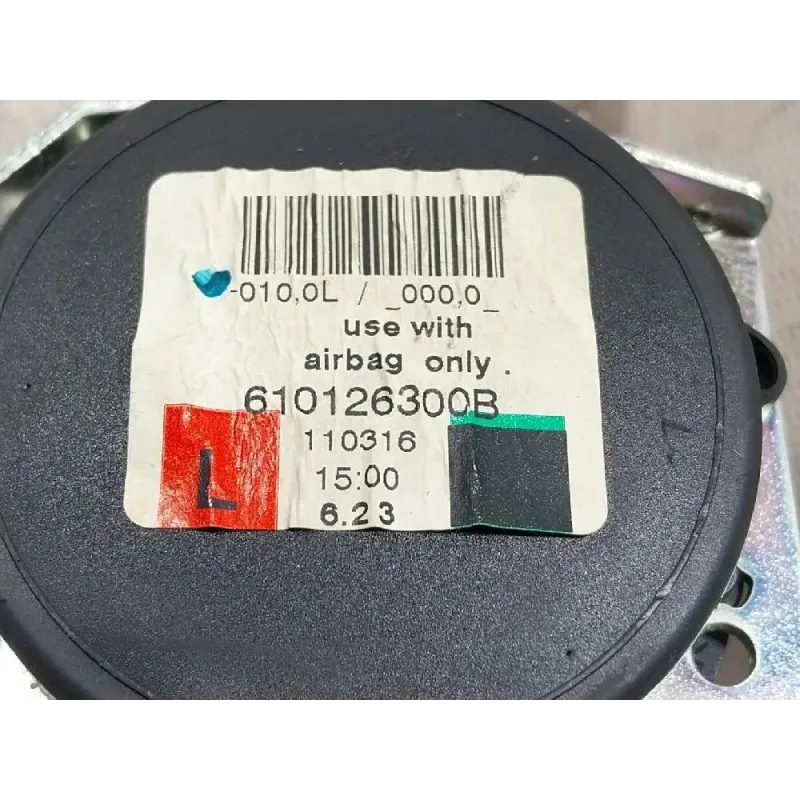 -010,0L / _000,0_
use with
airbag only .
610126300B
110316
L
15:00
6.23